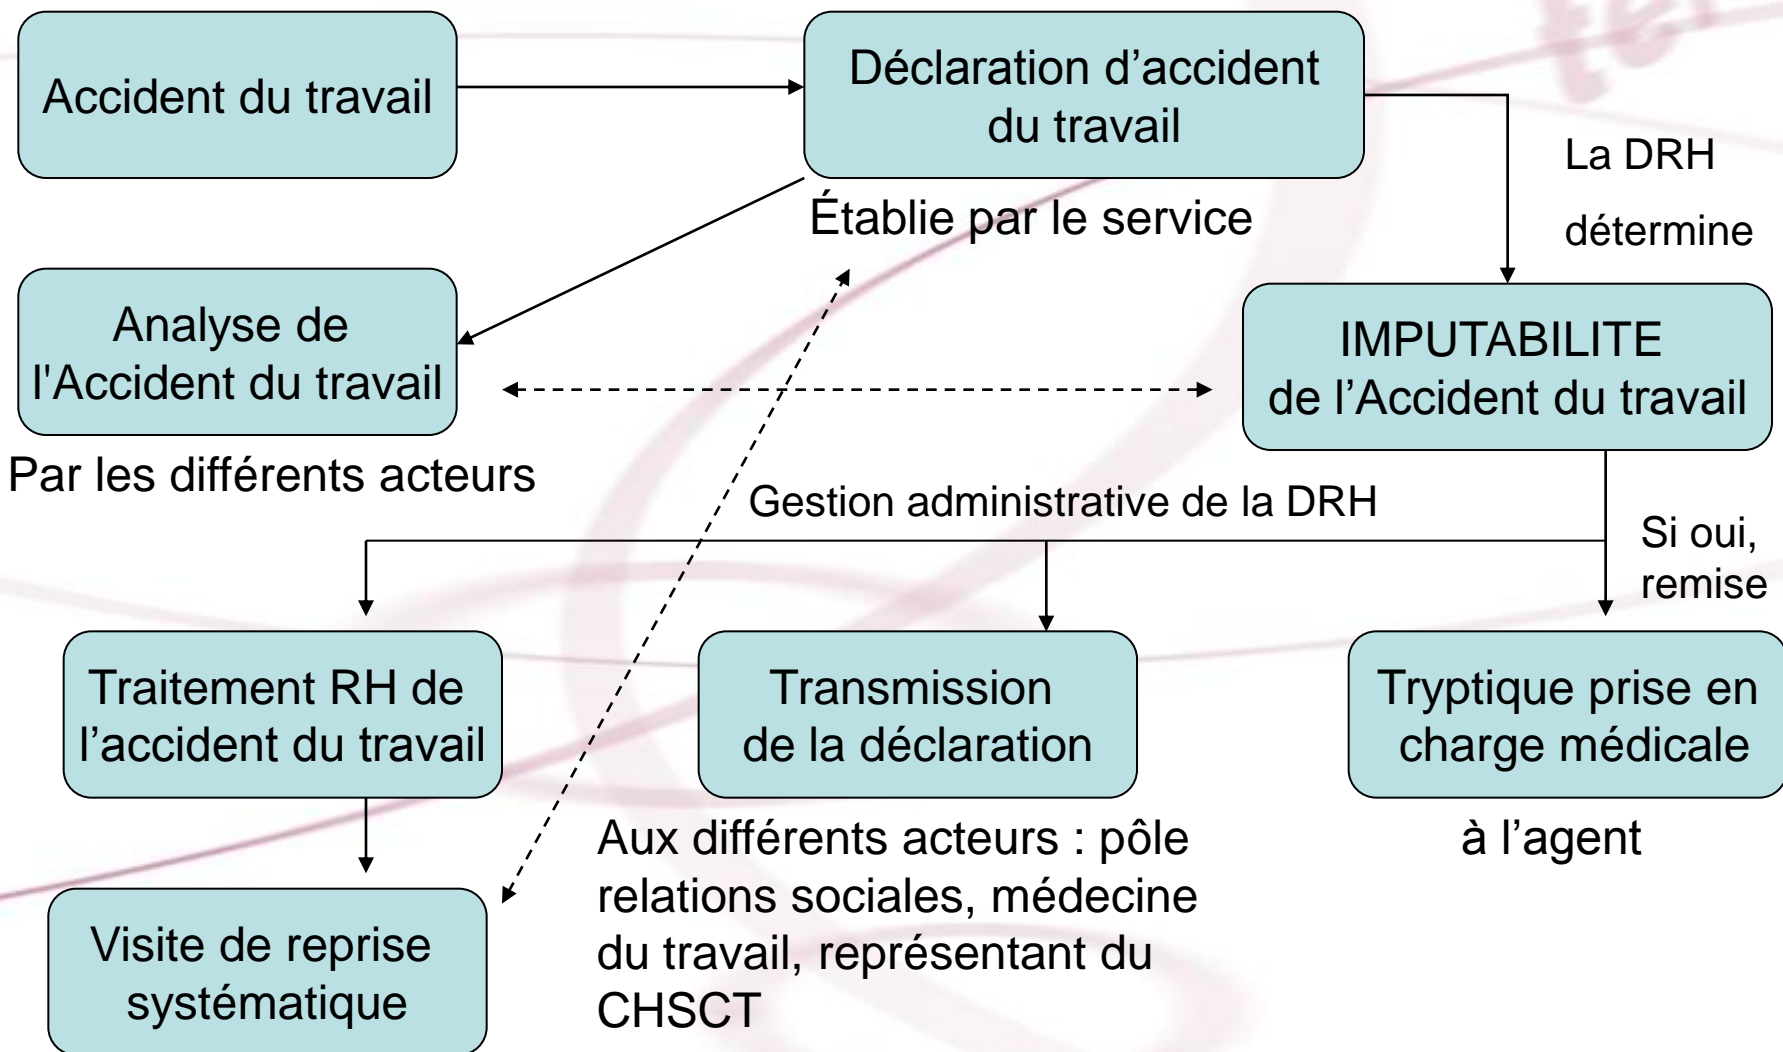 Accident du travail
Déclaration d’accident
du travail
La DRH
détermine
Établie par le service
Analyse de
l'Accident du travail
IMPUTABILITE
de l’Accident du travail
Par les différents acteurs
Gestion administrative de la DRH
Si oui,
remise
Traitement RH de
l’accident du travail
Transmission
de la déclaration
Tryptique prise en
charge médicale
Aux différents acteurs : pôle
relations sociales, médecine
du travail, représentant du
CHSCT
à l’agent
Visite de reprise
systématique